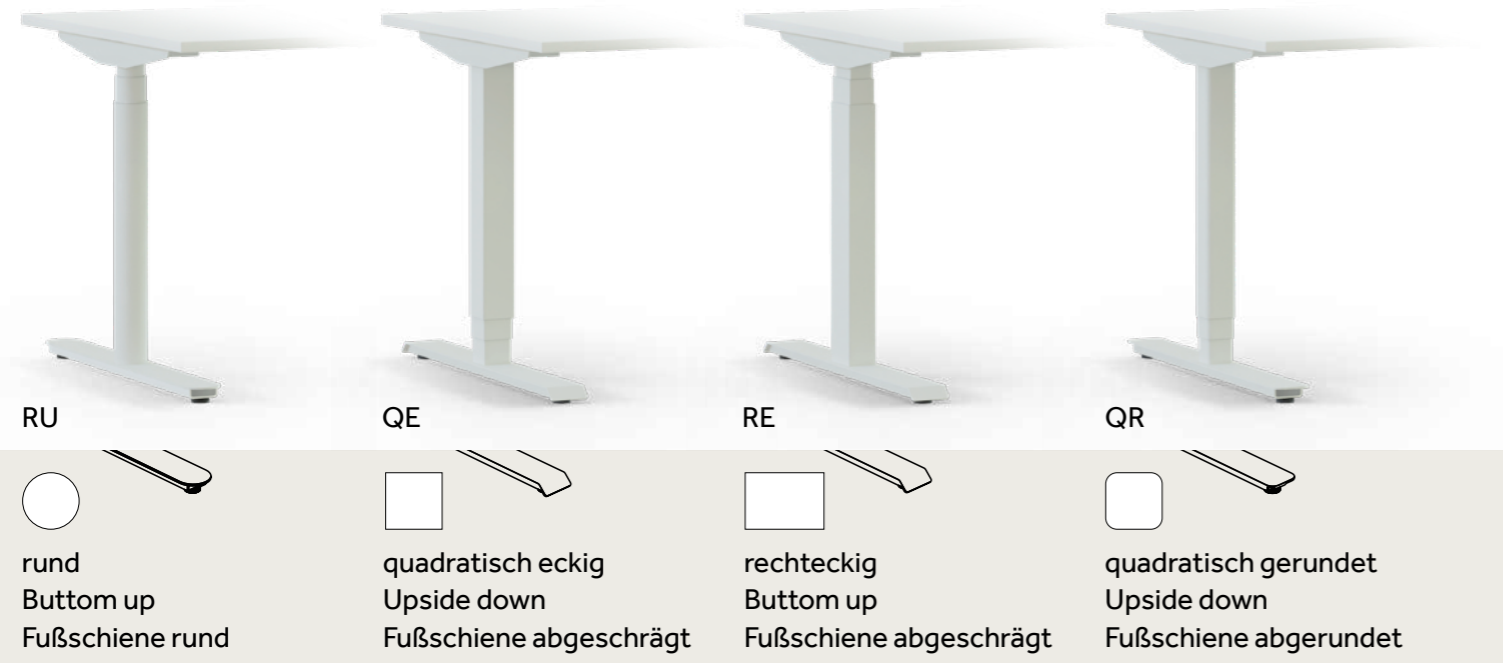 RU
QE
RE
QR
rund
Buttom up
Fußschiene rund
quadratisch eckig
Upside down
Fußschiene abgeschrägt
rechteckig
Buttom up
Fußschiene abgeschrägt
quadratisch gerundet
Upside down
Fußschiene abgerundet